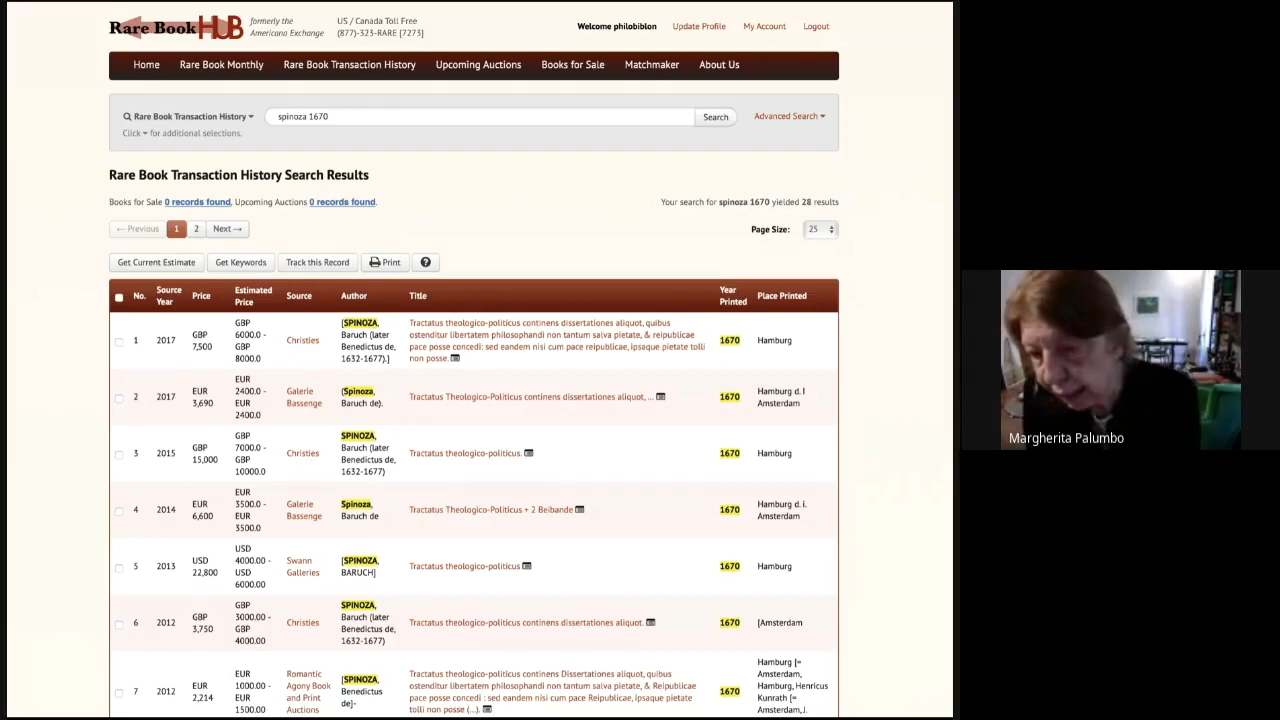 Rare Book HUB
formerly the
Americana Exchange
US / Canada Toll Free
(877)-323-RARE [7273]
Welcome philobiblon
Update Profile
My Account
Logout
Home
Rare Book Monthly
Rare Book Transaction History
Upcoming Auctions
Books for Sale
Matchmaker
About Us
Rare Book Transaction History
spinoza 1670
Search
Advanced Search
Click for additional selections.
Rare Book Transaction History Search Results
Books for Sale 0 records found, Upcoming Auctions 0 records found.
Your search for spinoza 1670 yielded 28 results
← Previous
1
2
Next →
Page Size:
25
Get Current Estimate
Get Keywords
Track this Record
Print
?
No.
Source
Year
Price
Estimated
Price
Source
Author
Title
Year
Printed
Place Printed
1
2017
GBP
7,500
GBP
6000.0 -
GBP
8000.0
Christies
[SPINOZA,
Baruch (later
Benedictus de,
1632-1677).]
Tractatus theologico-politicus continens dissertationes aliquot, quibus
ostenditur libertatem philosophandi non tantum salva pietate, & reipublicae
pace posse concedi: sed eandem nisi cum pace reipublicae, ipsaque pietate tolli
non posse.
1670
Hamburg
2
2017
EUR
3,690
EUR
2400.0 -
EUR
2400.0
Galerie
Bassenge
(Spinoza,
Baruch de).
Tractatus Theologico-Politicus continens dissertationes aliquot, ...
1670
Hamburg d. I
Amsterdam
3
2015
GBP
15,000
GBP
7000.0 -
GBP
10000.0
Christies
SPINOZA,
Baruch (later
Benedictus de,
1632-1677)
Tractatus theologico-politicus.
1670
Hamburg
4
2014
EUR
6,600
EUR
3500.0 -
EUR
3500.0
Galerie
Bassenge
Spinoza,
Baruch de
Tractatus Theologico-Politicus + 2 Beibande
1670
Hamburg d. i.
Amsterdam
5
2013
USD
22,800
USD
4000.00 -
USD
6000.00
Swann
Galleries
[SPINOZA,
BARUCH]
Tractatus theologico-politicus
1670
Hamburg
6
2012
GBP
3,750
GBP
3000.00 -
GBP
4000.00
Christies
SPINOZA,
Baruch (later
Benedictus de,
1632-1677)
Tractatus theologico-politicus continens dissertationes aliquot.
1670
[Amsterdam
7
2012
EUR
2,214
EUR
1000.00 -
EUR
1500.00
Romantic
Agony Book
and Print
Auctions
[SPINOZA,
Benedictus
de]-
Tractatus theologico-politicus continens Dissertationes aliquot, quibus
ostenditur libertatem philosophandi non tantum salva pietate, & Reipublicae
pace posse concedi : sed eandem nisi cum pace Reipublicae, ipsaque pietate
tolli non posse (...).
1670
Hamburg [=
Amsterdam,
Hamburg, Henricus
Kunrath [=
Amsterdam, J.
Margherita Palumbo